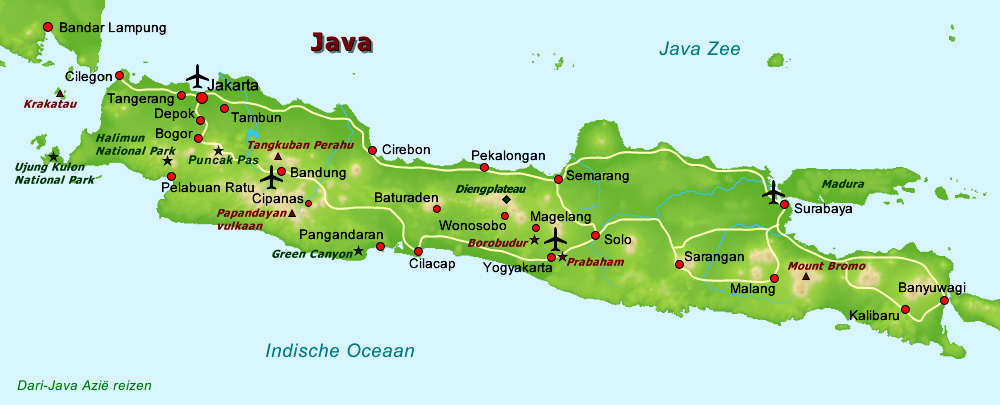 Bandar Lampung
Java
Java Zee
Cilegon
Jakarta
Krakatau
Tangerang
Tambun
Depok
Bogor
Halimun
National Park
Tangkuban Perahu
Cirebon
Puncak Pas
Pekalongan
Ujung Kulon
National Park
Bandung
Semarang
Pelabuan Ratu
Diengplateau
Madura
Cipanas
Baturaden
Surabaya
Papandayan
vulkaan
Wonosobo
Magelang
Pangandaran
Borobudur
Solo
Green Canyon
Cilacap
Yogyakarta
Prabaham
Sarangan
Mount Bromo
Malang
Banyuwagi
Kalibaru
Indische Oceaan
Dari-Java Azië reizen